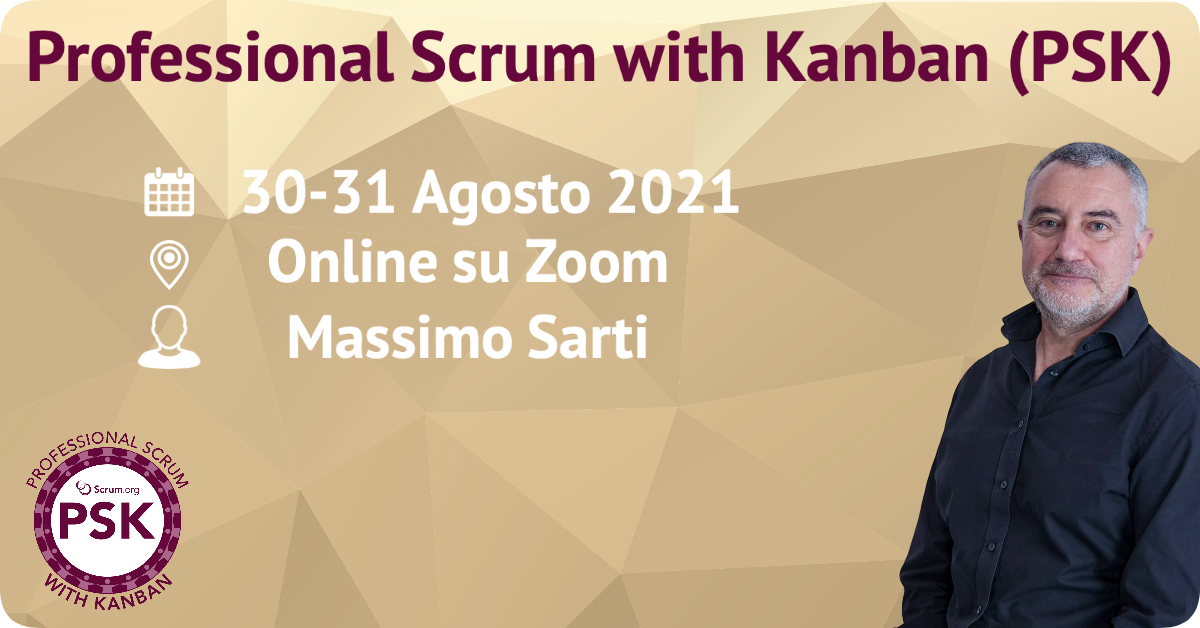 Professional Scrum with Kanban (PSK)
30-31 Agosto 2021
Online su Zoom
Massimo Sarti
PROFESSIONAL SCRUM
Scrum.org
PSK
WITH KANBAN